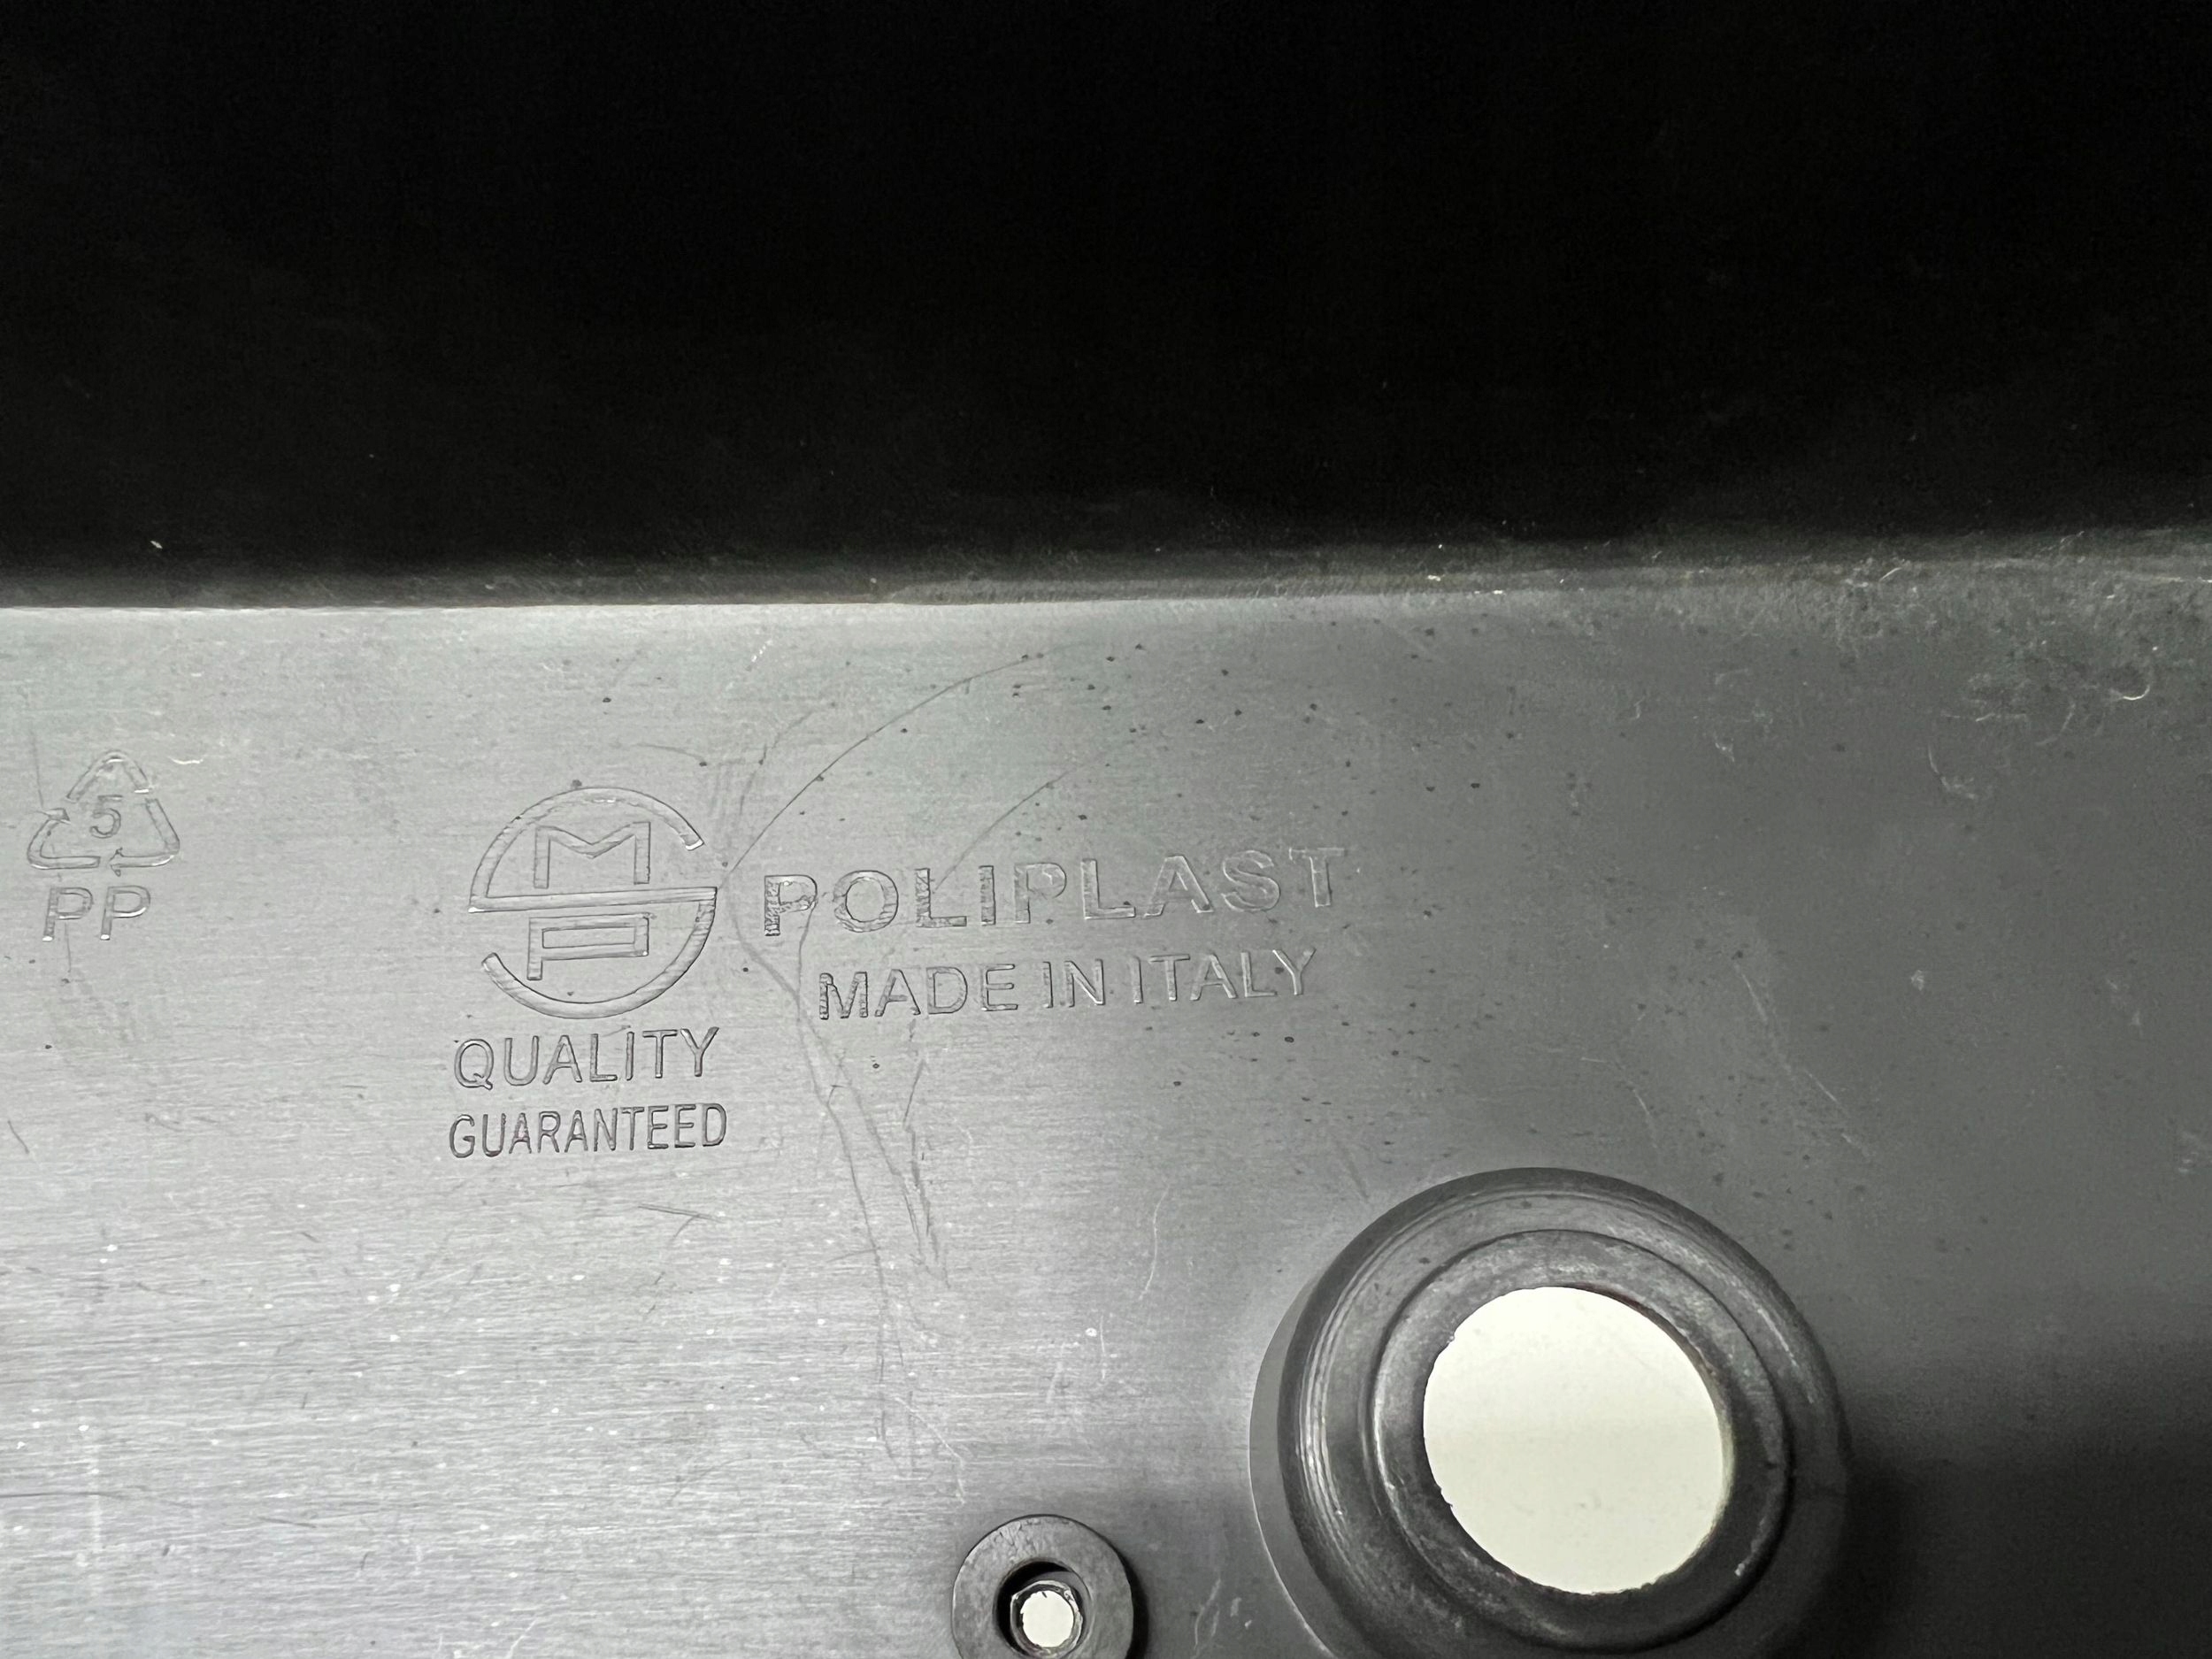 5
PP
M
P
QUALITY
GUARANTEED
POLIPLAST
MADE IN ITALY